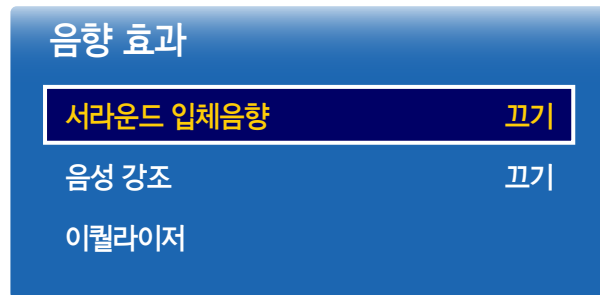 음향 효과
서라운드 입체음향 끄기
음성 강조 끄기
이퀄라이저